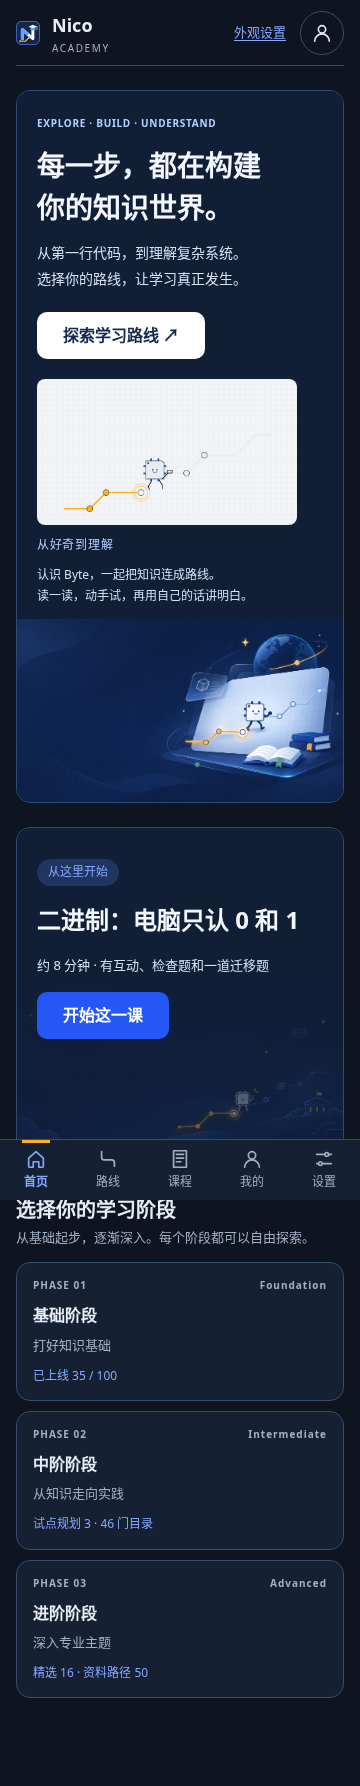 Nico
ACADEMY
外观设置
EXPLORE · BUILD · UNDERSTAND
每一步，都在构建
你的知识世界。
从第一行代码，到理解复杂系统。
选择你的路线，让学习真正发生。
探索学习路线 ↗
从好奇到理解
认识 Byte，一起把知识连成路线。
读一读，动手试，再用自己的话讲明白。
从这里开始
二进制：电脑只认 0 和 1
约 8 分钟 · 有互动、检查题和一道迁移题
开始这一课
首页
路线
课程
我的
设置
选择你的学习阶段
从基础起步，逐渐深入。每个阶段都可以自由探索。
PHASE 01
Foundation
基础阶段
打好知识基础
已上线 35 / 100
PHASE 02
Intermediate
中阶阶段
从知识走向实践
试点规划 3 · 46 门目录
PHASE 03
Advanced
进阶阶段
深入专业主题
精选 16 · 资料路径 50